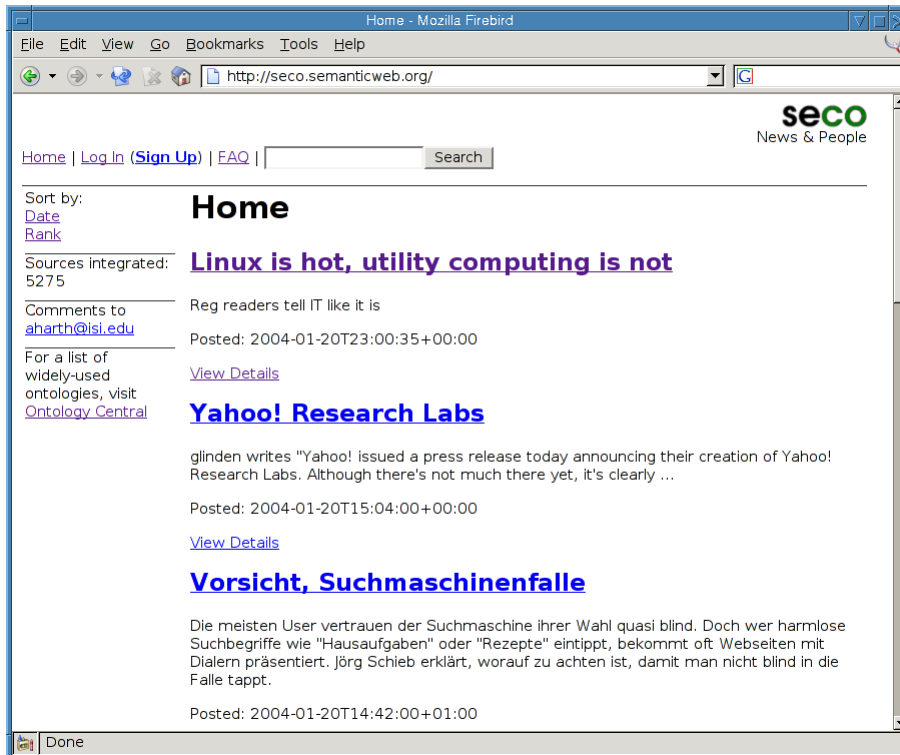 Home - Mozilla Firebird
File Edit View Go Bookmarks Tools Help
http://seco.semanticweb.org/
G
seco
News & People
Home | Log In (Sign Up) | FAQ | Search
Sort by:
Date
Rank
Sources integrated:
5275
Comments to
aharth@isi.edu
For a list of
widely-used
ontologies, visit
Ontology Central
Home
Linux is hot, utility computing is not
Reg readers tell IT like it is
Posted: 2004-01-20T23:00:35+00:00
View Details
Yahoo! Research Labs
glinden writes "Yahoo! issued a press release today announcing their creation of Yahoo!
Research Labs. Although there's not much there yet, it's clearly ...
Posted: 2004-01-20T15:04:00+00:00
View Details
Vorsicht, Suchmaschinenfalle
Die meisten User vertrauen der Suchmaschine ihrer Wahl quasi blind. Doch wer harmlose
Suchbegriffe wie "Hausaufgaben" oder "Rezepte" eintippt, bekommt oft Webseiten mit
Dialern präsentiert. Jörg Schieb erklärt, worauf zu achten ist, damit man nicht blind in die
Falle tappt.
Posted: 2004-01-20T14:42:00+01:00
Done